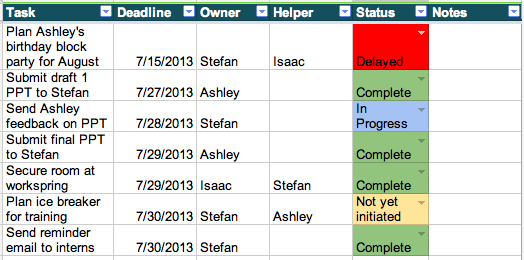 Task Deadline Owner Helper Status Notes
Plan Ashley's
birthday block
party for August 7/15/2013 Stefan Isaac Delayed
Submit draft 1
PPT to Stefan 7/27/2013 Ashley Complete
Send Ashley In
feedback on PPT 7/28/2013 Stefan Progress
Submit final PPT
to Stefan 7/29/2013 Ashley Complete
Secure room at
workspring 7/29/2013 Isaac Stefan Complete
Plan ice breaker Not yet
for training 7/30/2013 Stefan Ashley initiated
Send reminder
email to interns 7/30/2013 Stefan Complete